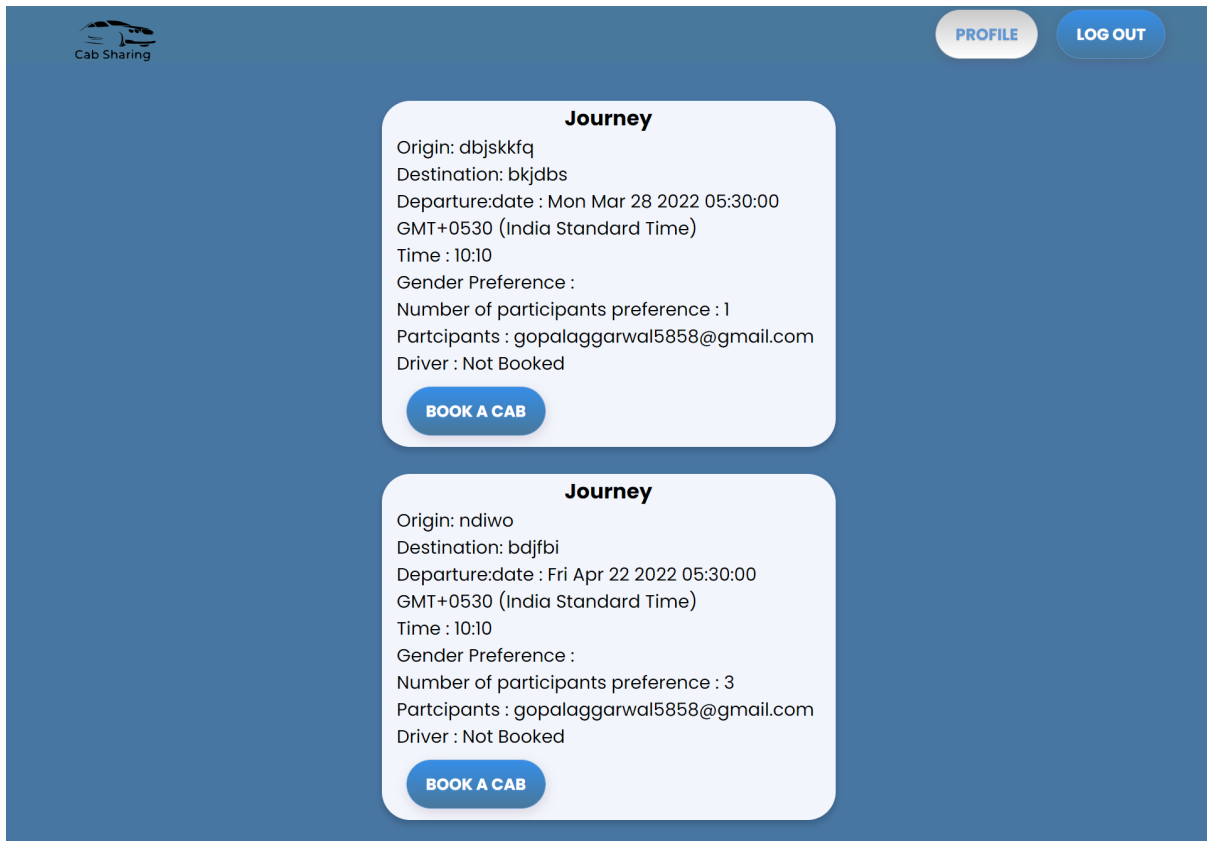 Cab Sharing
PROFILE
LOG OUT
Journey
Origin: dbjskkfq
Destination: bkjdbs
Departure:date : Mon Mar 28 2022 05:30:00
GMT+0530 (India Standard Time)
Time : 10:10
Gender Preference :
Number of participants preference : 1
Partcipants : gopalaggarwal5858@gmail.com
Driver : Not Booked
BOOK A CAB
Journey
Origin: ndiwo
Destination: bdjfbi
Departure:date : Fri Apr 22 2022 05:30:00
GMT+0530 (India Standard Time)
Time : 10:10
Gender Preference :
Number of participants preference : 3
Partcipants : gopalaggarwal5858@gmail.com
Driver : Not Booked
BOOK A CAB